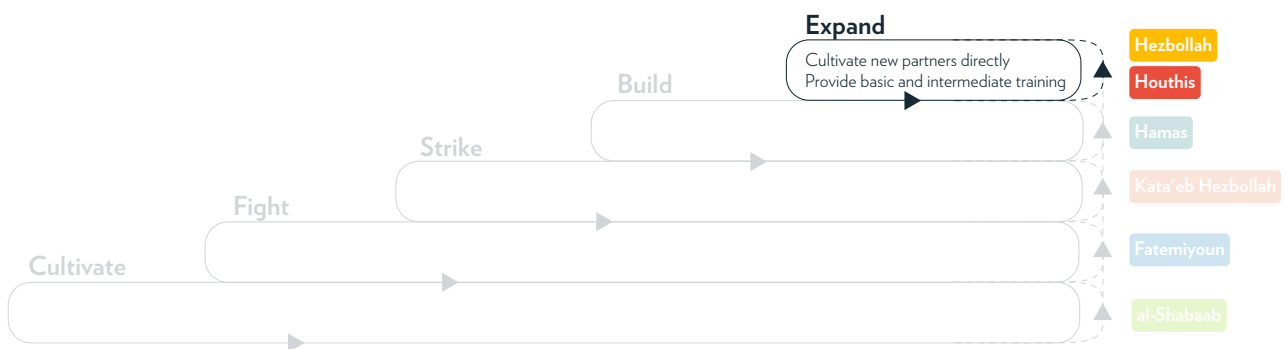 Expand
Cultivate new partners directly
Provide basic and intermediate training
Hezbollah
Houthis
Build
Hamas
Strike
Kata'eb Hezbollah
Fight
Fatemiyoun
Cultivate
al-Shabaab